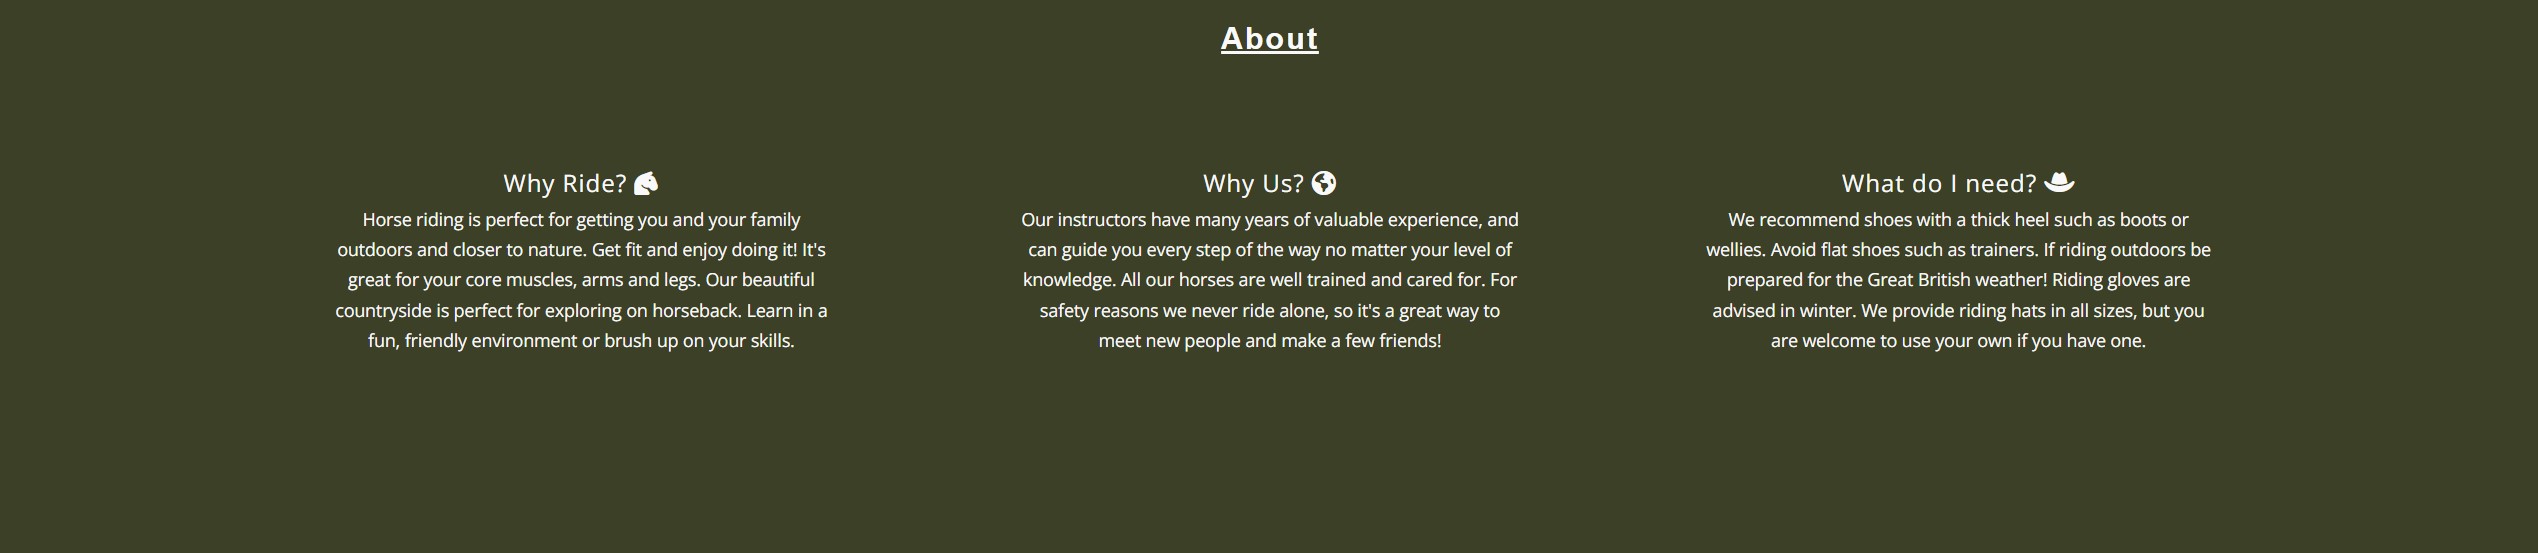 About
Why Ride?
Horse riding is perfect for getting you and your family
outdoors and closer to nature. Get fit and enjoy doing it! It's
great for your core muscles, arms and legs. Our beautiful
countryside is perfect for exploring on horseback. Learn in a
fun, friendly environment or brush up on your skills.
Why Us?
Our instructors have many years of valuable experience, and
can guide you every step of the way no matter your level of
knowledge. All our horses are well trained and cared for. For
safety reasons we never ride alone, so it's a great way to
meet new people and make a few friends!
What do I need?
We recommend shoes with a thick heel such as boots or
wellies. Avoid flat shoes such as trainers. If riding outdoors be
prepared for the Great British weather! Riding gloves are
advised in winter. We provide riding hats in all sizes, but you
are welcome to use your own if you have one.